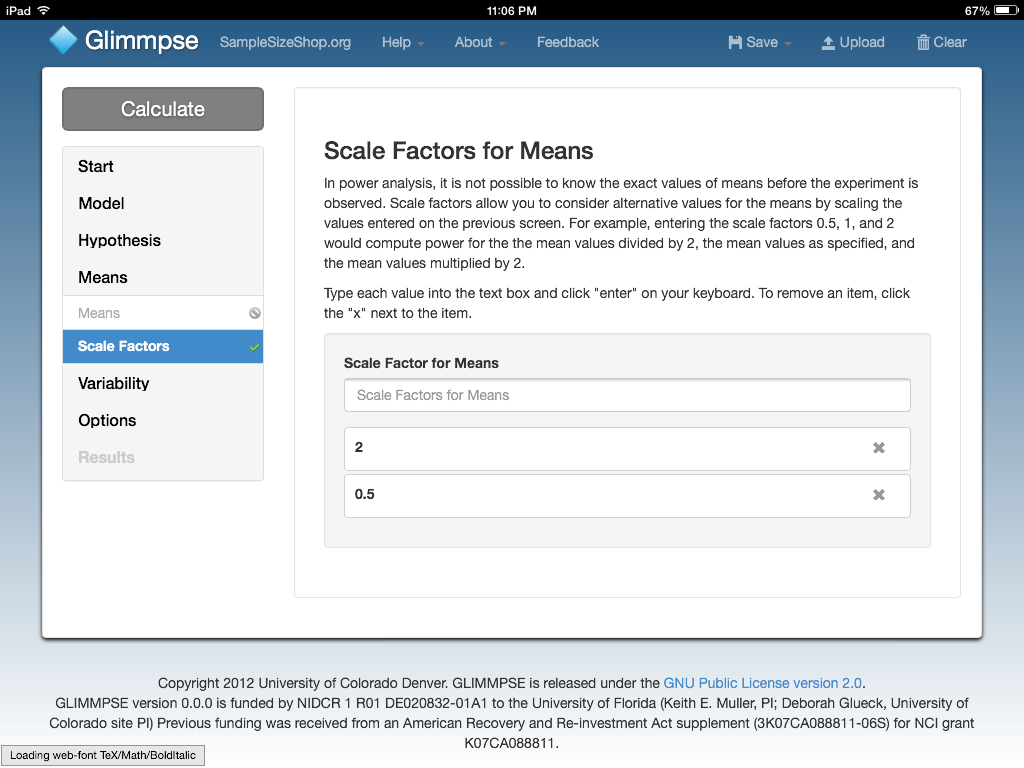 iPad 11:06 PM 67%
Glimmpse SampleSizeShop.org Help About Feedback Save Upload Clear
Calculate
Start
Model
Hypothesis
Means
Means
Scale Factors
Variability
Options
Results
Scale Factors for Means
In power analysis, it is not possible to know the exact values of means before the experiment is
observed. Scale factors allow you to consider alternative values for the means by scaling the
values entered on the previous screen. For example, entering the scale factors 0.5, 1, and 2
would compute power for the the mean values divided by 2, the mean values as specified, and
the mean values multiplied by 2.
Type each value into the text box and click "enter" on your keyboard. To remove an item, click
the "x" next to the item.
Scale Factor for Means
Scale Factors for Means
2
0.5
Copyright 2012 University of Colorado Denver. GLIMMPSE is released under the GNU Public License version 2.0.
GLIMMPSE version 0.0.0 is funded by NIDCR 1 R01 DE020832-01A1 to the University of Florida (Keith E. Muller, PI; Deborah Glueck, University of
Colorado site PI) Previous funding was received from an American Recovery and Re-investment Act supplement (3K07CA088811-06S) for NCI grant
K07CA088811.
Loading web-font TeX/Math/BoldItalic